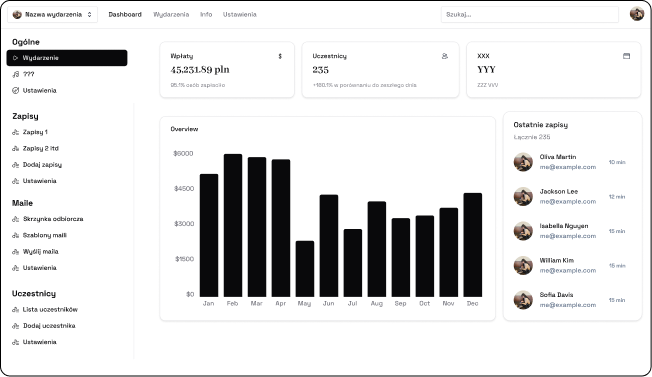 Nazwa wydarzenia
Dashboard
Wydarzenia
Info
Ustawienia
Szukaj...
Ogólne
Wydarzenie
???
Ustawienia
Zapisy
Zapisy 1
Zapisy 2 itd
Dodaj zapisy
Ustawienia
Maile
Skrzynka odbiorcza
Szablony maili
Wyślij maila
Ustawienia
Uczestnicy
Lista uczestników
Dodaj uczestnika
Ustawienia
Wpłaty
$
45,231.89 pln
95.1% osób zapłaciło
Uczestnicy
235
+180.1% w porównaniu do zeszłego dnia
XXX
YYY
ZZZ VVV
Overview
$6000
$4500
$3000
$1500
$0
Jan Feb Mar Apr May Jun Jul Aug Sep Oct Nov Dec
Ostatnie zapisy
Łącznie 235
Olivia Martin
me@example.com
10 min
Jackson Lee
me@example.com
12 min
Isabella Nguyen
me@example.com
15 min
William Kim
me@example.com
15 min
Sofia Davis
me@example.com
15 min